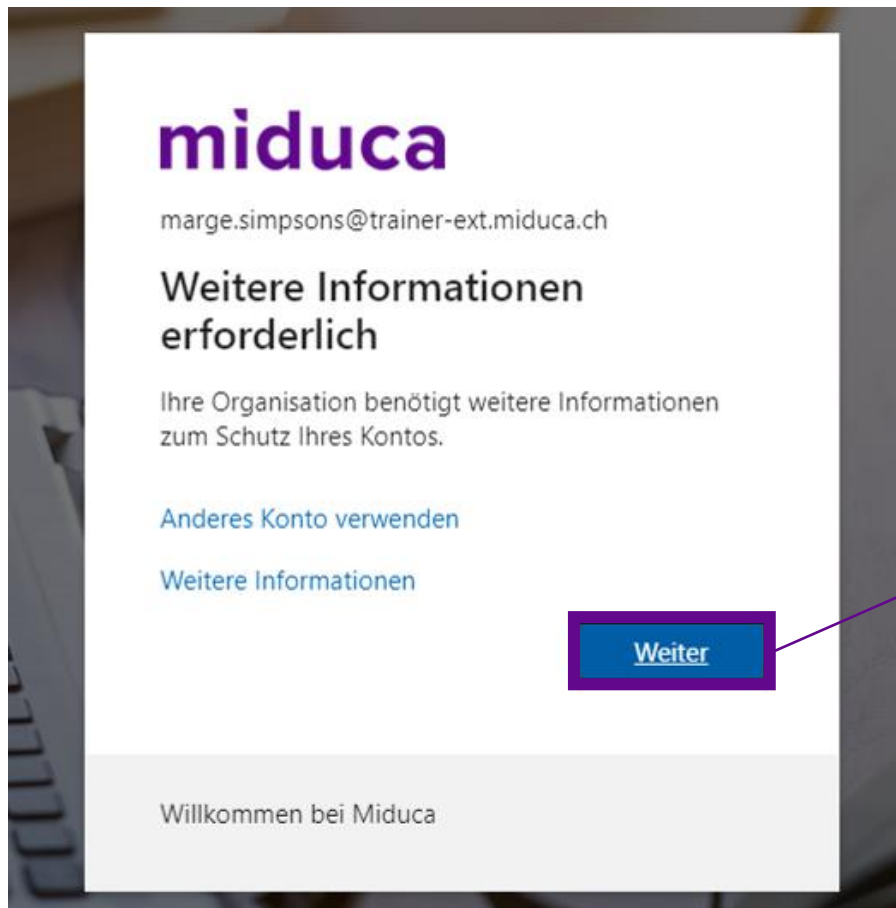 miduca
marge.simpsons@trainer-ext.miduca.ch
Weitere Informationen
erforderlich
Ihre Organisation benötigt weitere Informationen
zum Schutz Ihres Kontos.
Anderes Konto verwenden
Weitere Informationen
Weiter
Willkommen bei Miduca